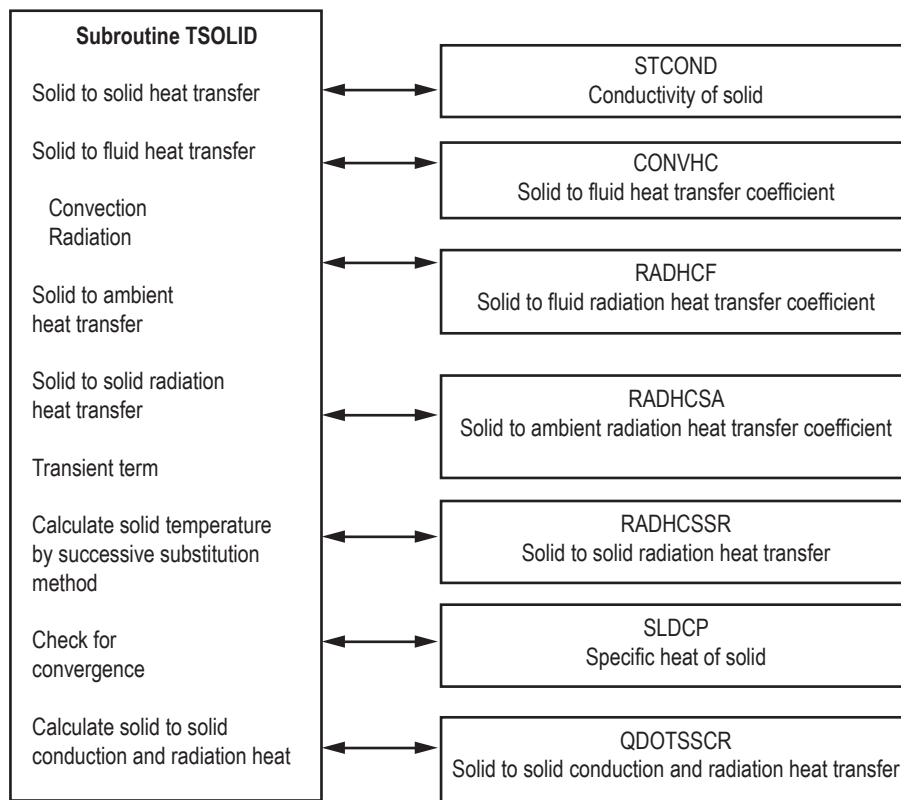 Subroutine TSOLID
Solid to solid heat transfer
Solid to fluid heat transfer
Convection
Radiation
Solid to ambient
heat transfer
Solid to solid radiation
heat transfer
Transient term
Calculate solid temperature
by successive substitution
method
Check for
convergence
Calculate solid to solid
conduction and radiation heat
STCOND
Conductivity of solid
CONVHC
Solid to fluid heat transfer coefficient
RADHCF
Solid to fluid radiation heat transfer coefficient
RADHCSA
Solid to ambient radiation heat transfer coefficient
RADHCSSR
Solid to solid radiation heat transfer
SLDCP
Specific heat of solid
QDOTSSCR
Solid to solid conduction and radiation heat transfer